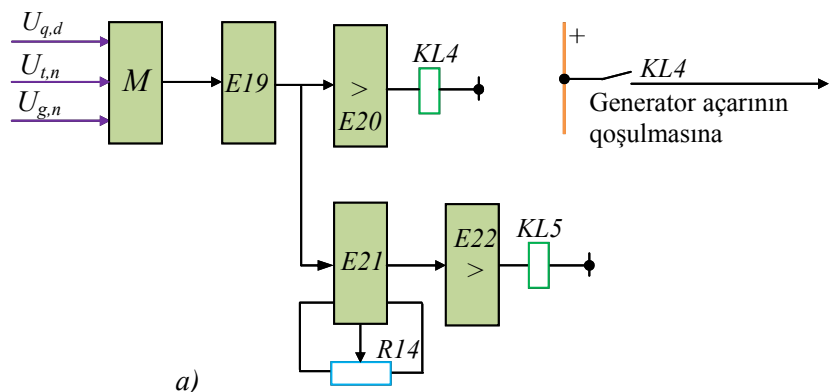 U_{q,d}
U_{t,n}
U_{g,n}
M
E19
>
E20
KL4
+
KL4
Generator açarının
qoşulmasına
E21
E22
>
KL5
R14
a)